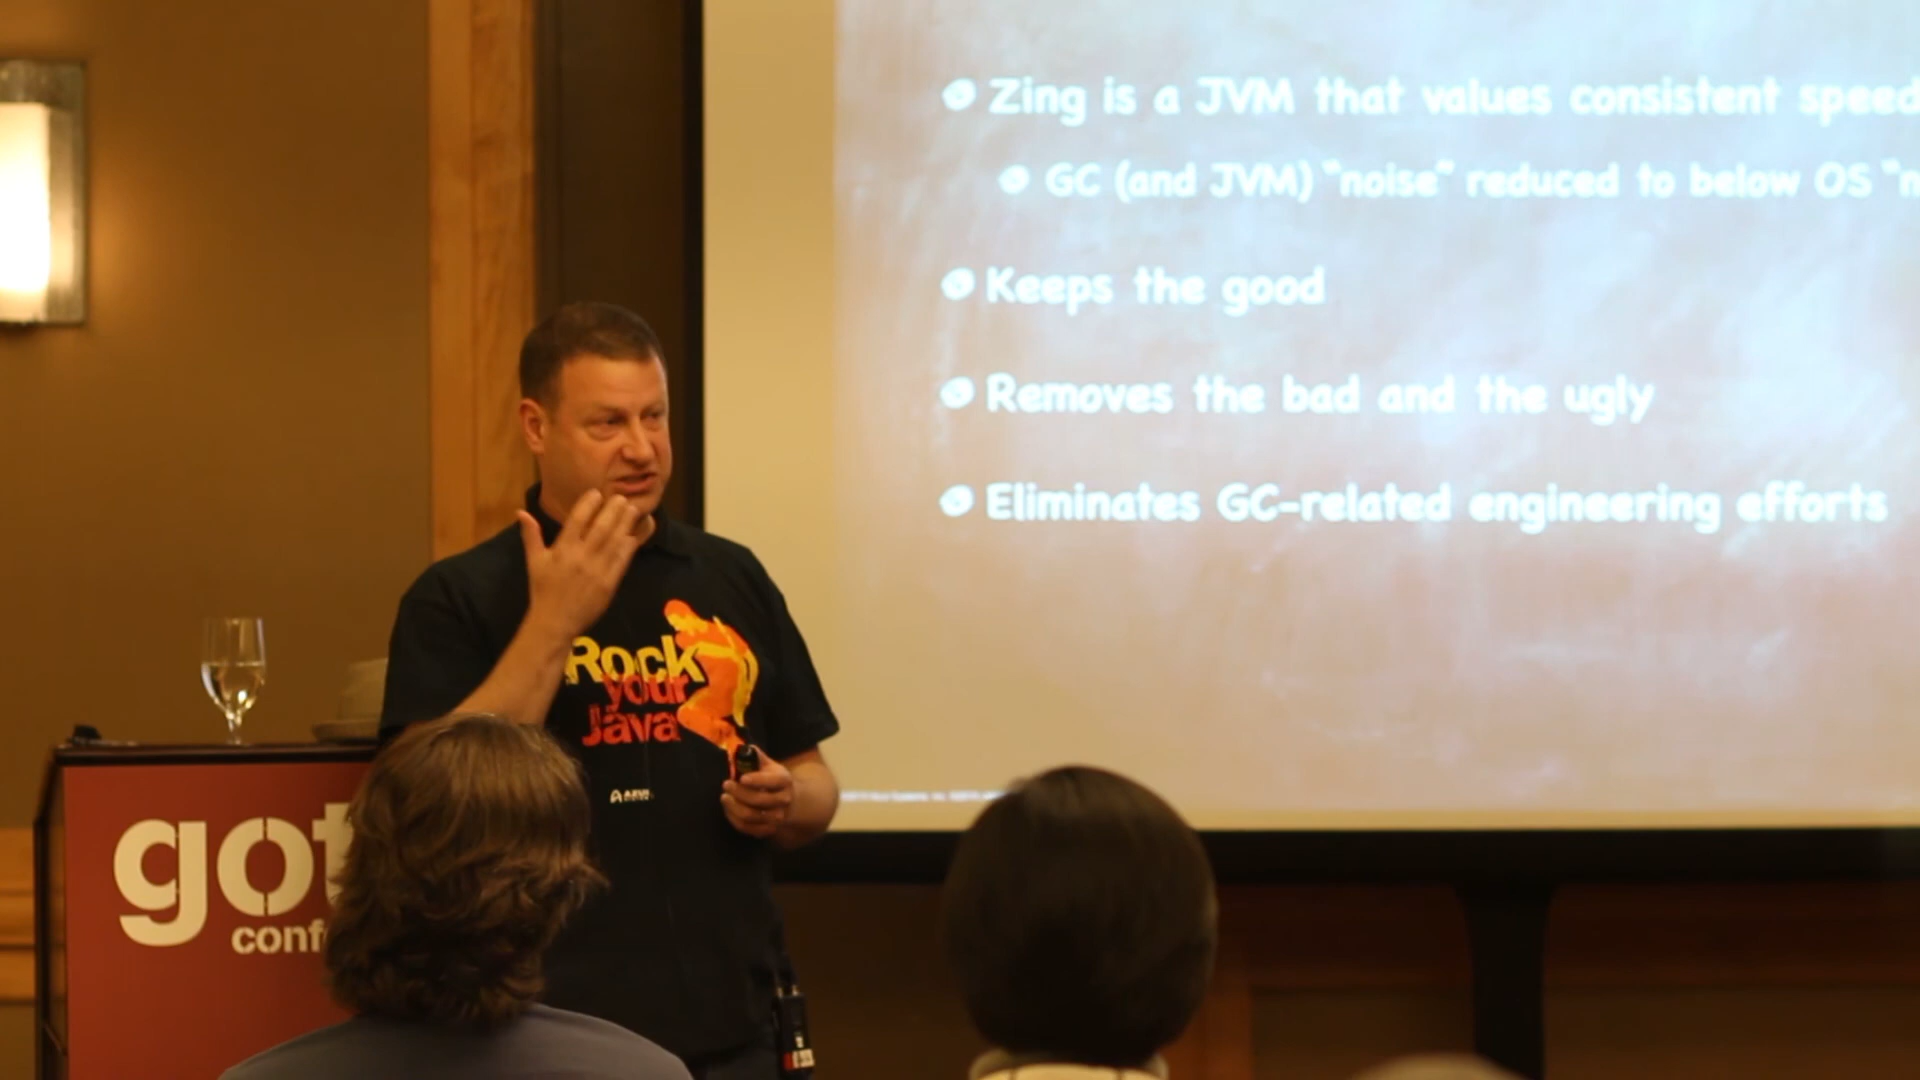 Zing is a JVM that values consistent speed
GC (and JVM) "noise" reduced to below OS "n
Keeps the good
Removes the bad and the ugly
Eliminates GC-related engineering efforts
Rock
your
Java
AZUL
got
conf